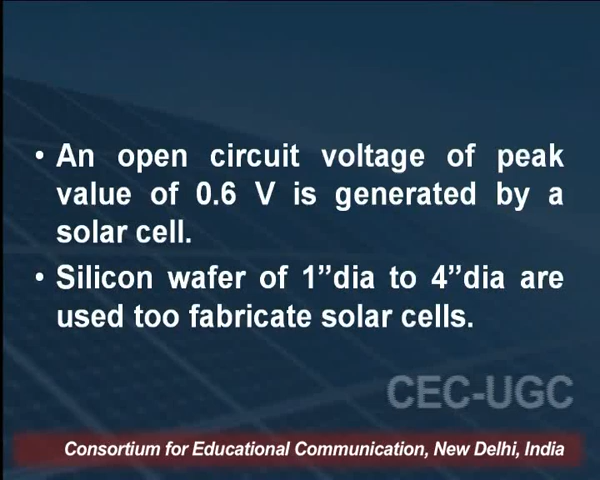 • An open circuit voltage of peak
value of 0.6 V is generated by a
solar cell.
• Silicon wafer of 1”dia to 4”dia are
used too fabricate solar cells.
CEC-UGC
Consortium for Educational Communication, New Delhi, India